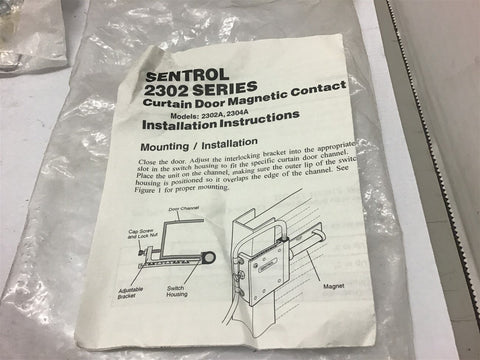 SENTROL
2302 SERIES
Curtain Door Magnetic Contact
Models: 2302A, 2304A
Installation Instructions
Mounting / Installation
Close the door. Adjust the interlocking bracket into the appropriate
slot in the switch housing to fit the specific curtain door channel.
Place the unit on the channel, making sure the outer lip of the switc
housing is positioned so it overlaps the edge of the channel. See
Figure 1 for proper mounting.
Door Channel
Cap Screw
and Lock Nut
Adjustable
Bracket
Switch
Housing
Magnet